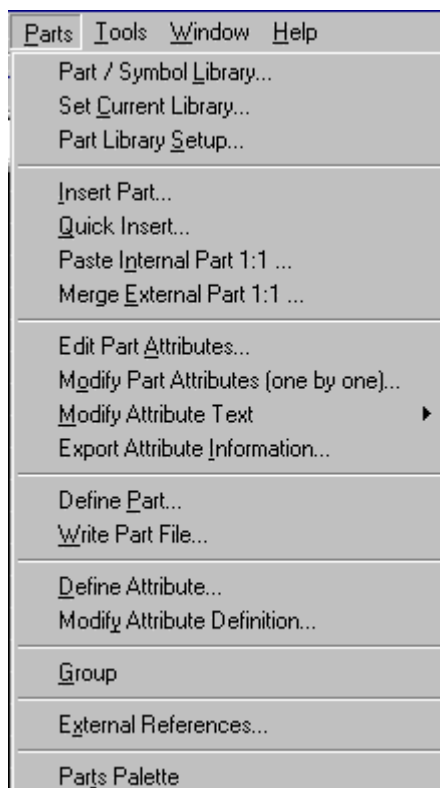 Parts Tools Window Help
Part / Symbol Library...
Set Current Library...
Part Library Setup...
Insert Part...
Quick Insert...
Paste Internal Part 1:1 ...
Merge External Part 1:1 ...
Edit Part Attributes...
Modify Part Attributes (one by one)...
Modify Attribute Text
Export Attribute Information...
Define Part...
Write Part File...
Define Attribute...
Modify Attribute Definition...
Group
External References...
Parts Palette